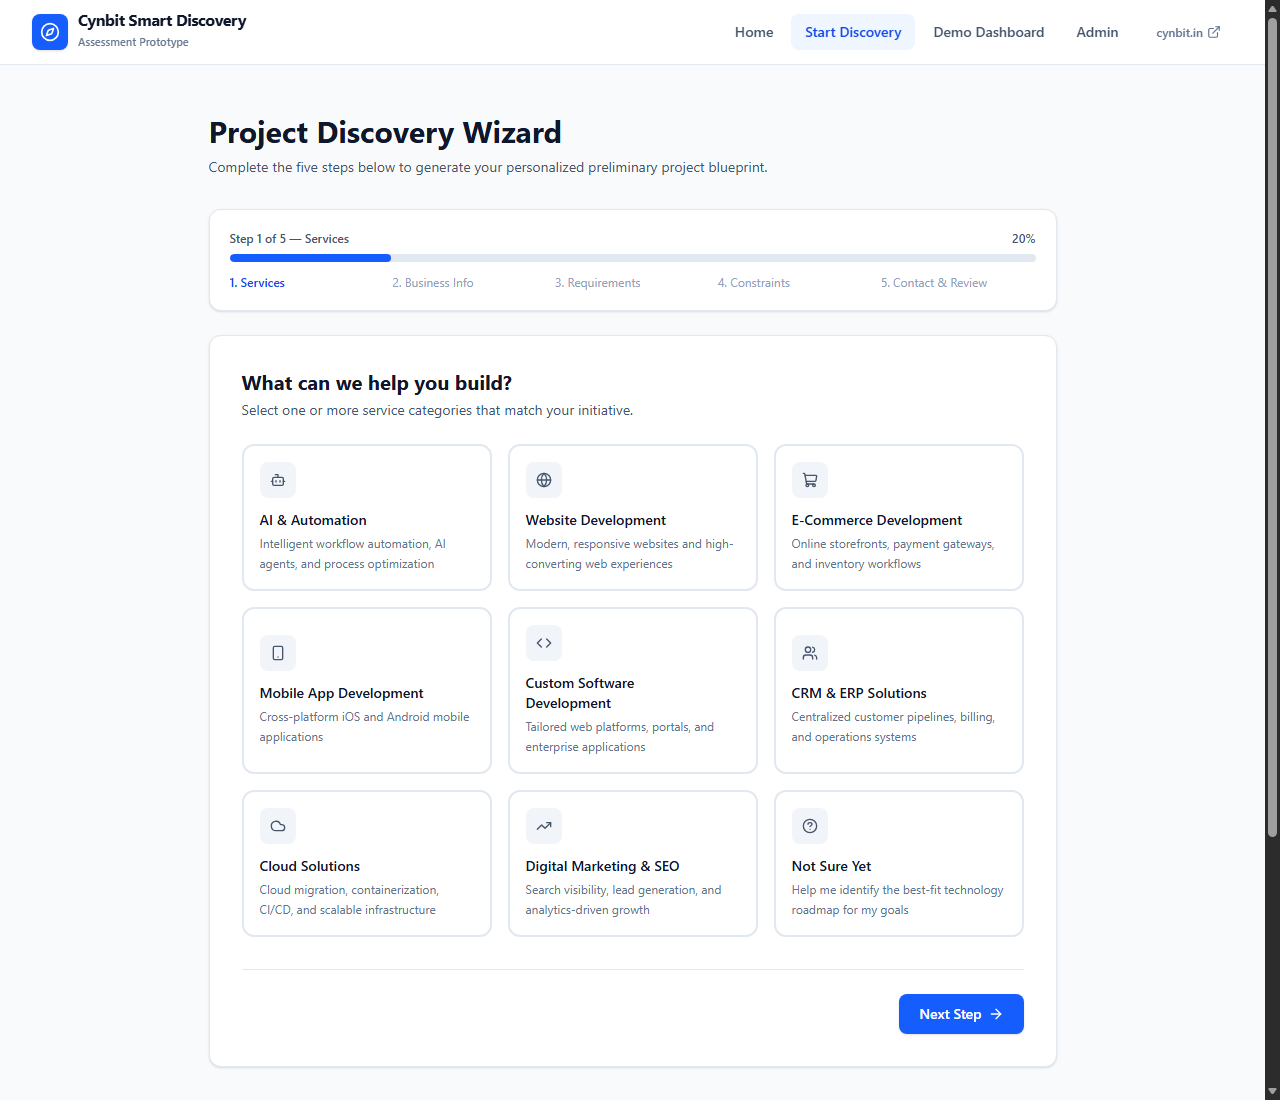 Cynbit Smart Discovery
Assessment Prototype
Home
Start Discovery
Demo Dashboard
Admin
cynbit.in
Project Discovery Wizard
Complete the five steps below to generate your personalized preliminary project blueprint.
Step 1 of 5 — Services
20%
1. Services
2. Business Info
3. Requirements
4. Constraints
5. Contact & Review
What can we help you build?
Select one or more service categories that match your initiative.
AI & Automation
Intelligent workflow automation, AI
agents, and process optimization
Website Development
Modern, responsive websites and high-
converting web experiences
E-Commerce Development
Online storefronts, payment gateways,
and inventory workflows
Mobile App Development
Cross-platform iOS and Android mobile
applications
Custom Software
Development
Tailored web platforms, portals, and
enterprise applications
CRM & ERP Solutions
Centralized customer pipelines, billing,
and operations systems
Cloud Solutions
Cloud migration, containerization,
CI/CD, and scalable infrastructure
Digital Marketing & SEO
Search visibility, lead generation, and
analytics-driven growth
Not Sure Yet
Help me identify the best-fit technology
roadmap for my goals
Next Step